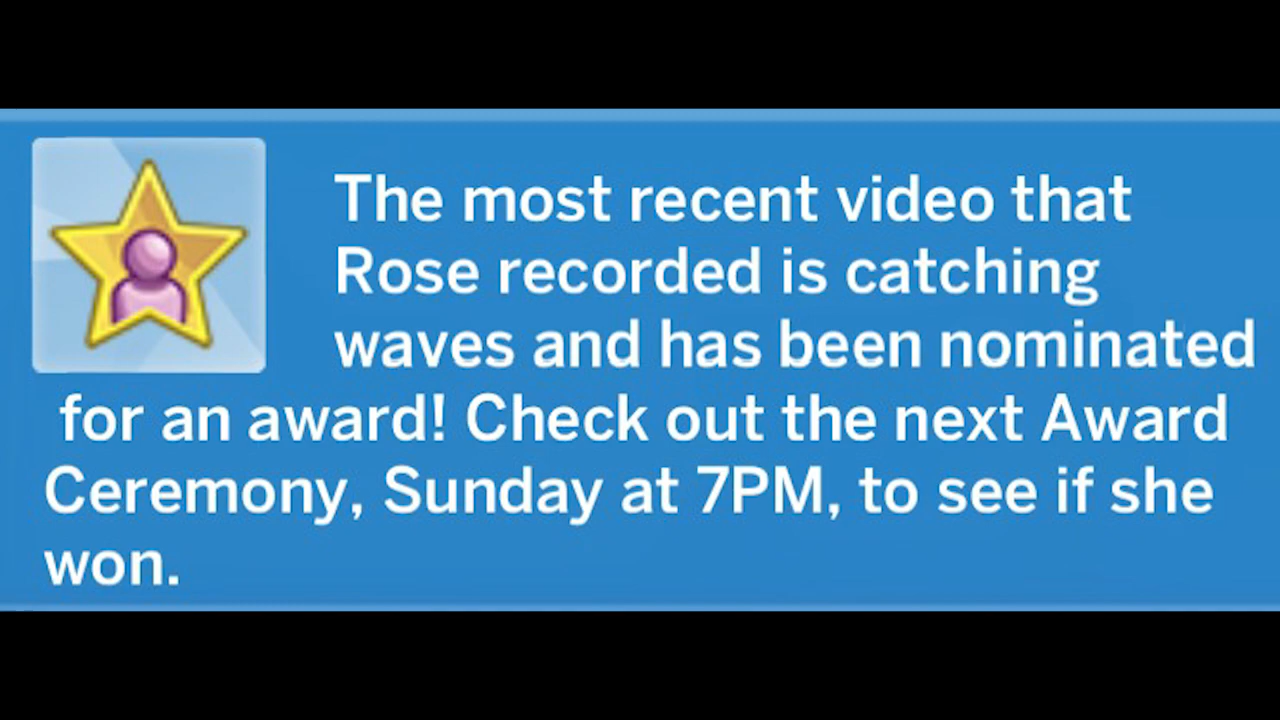 The most recent video that
Rose recorded is catching
waves and has been nominated
for an award! Check out the next Award
Ceremony, Sunday at 7PM, to see if she
won.